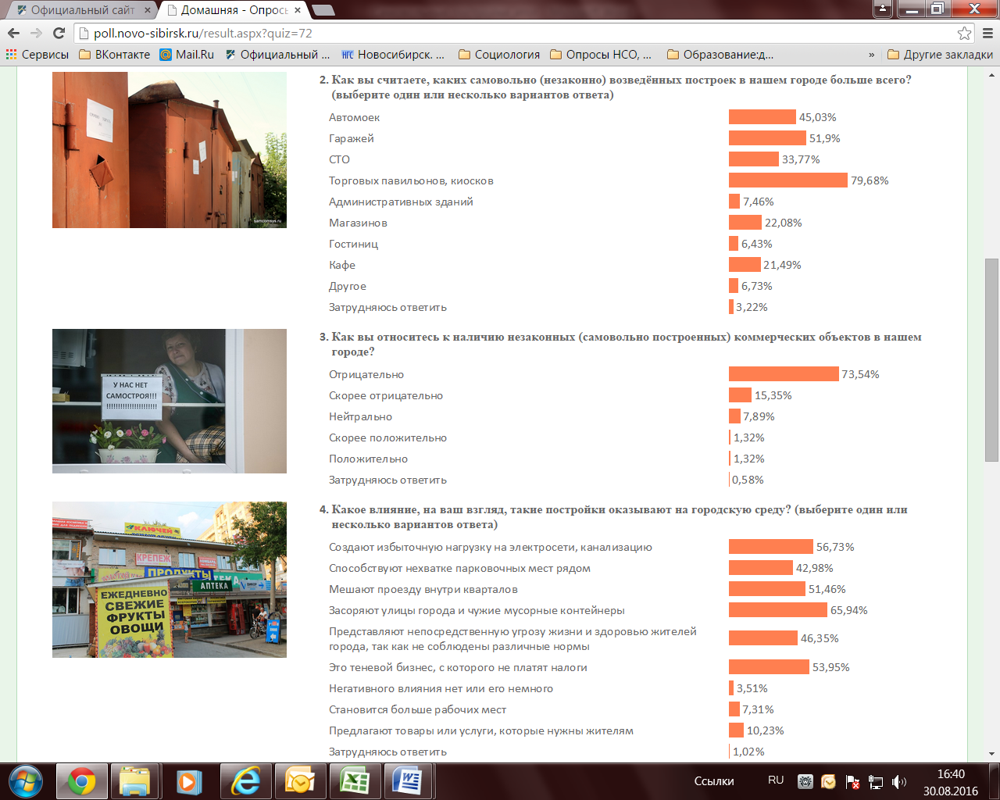 Официальный сайт
Домашняя - Опросы
poll.novo-sibirsk.ru/result.aspx?quiz=72
Сервисы
ВКонтакте
Mail.Ru
Официальный ...
Новосибирск. ...
Социология
Опросы НСО, ...
Образование:д...
»
Другие закладки
2. Как вы считаете, каких самовольно (незаконно) возведённых построек в нашем городе больше всего?
(выберите один или несколько вариантов ответа)
Автомоек 45,03%
Гаражей 51,9%
СТО 33,77%
Торговых павильонов, киосков 79,68%
Административных зданий 7,46%
Магазинов 22,08%
Гостиниц 6,43%
Кафе 21,49%
Другое 6,73%
Затрудняюсь ответить 3,22%
samcomsys.ru
3. Как вы относитесь к наличию незаконных (самовольно построенных) коммерческих объектов в нашем
городе?
Отрицательно 73,54%
Скорее отрицательно 15,35%
Нейтрально 7,89%
Скорее положительно 1,32%
Положительно 1,32%
Затрудняюсь ответить 0,58%
У НАС НЕТ
САМОСТРОЯ!!!
!!!!!!!!!!!!!!!!!!!!!!
4. Какое влияние, на ваш взгляд, такие постройки оказывают на городскую среду? (выберите один или
несколько вариантов ответа)
Создают избыточную нагрузку на электросети, канализацию 56,73%
Способствуют нехватке парковочных мест рядом 42,98%
Мешают проезду внутри кварталов 51,46%
Засоряют улицы города и чужие мусорные контейнеры 65,94%
Представляют непосредственную угрозу жизни и здоровью жителей
города, так как не соблюдены различные нормы 46,35%
Это теневой бизнес, с которого не платят налоги 53,95%
Негативного влияния нет или его немного 3,51%
Становится больше рабочих мест 7,31%
Предлагают товары или услуги, которые нужны жителям 10,23%
Затрудняюсь ответить 1,02%
КЛЮЧЕЙ
КРЕПЕЖ
ПРОДУКТЫ
АПТЕКА
ЕЖЕДНЕВНО
СВЕЖИЕ
ФРУКТЫ
ОВОЩИ
Ссылки
RU
16:40
30.08.2016